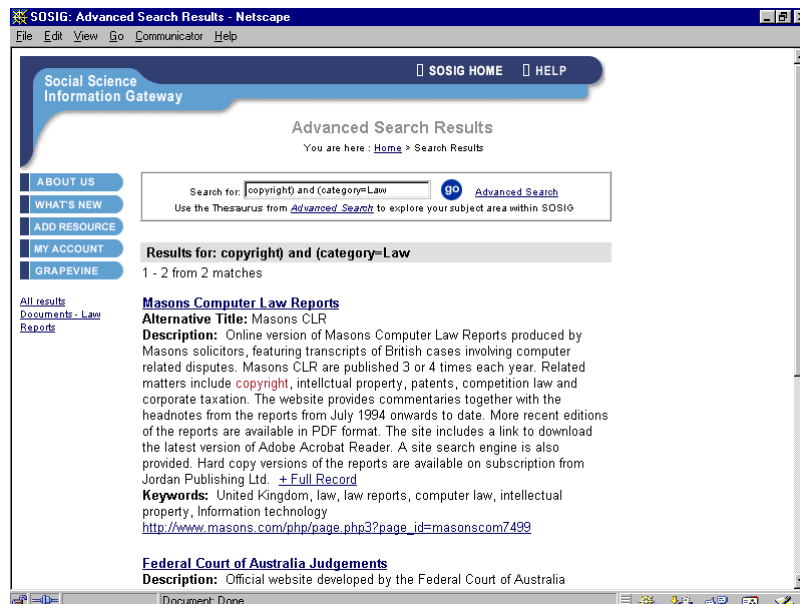 SOSIG: Advanced Search Results - Netscape
File Edit View Go Communicator Help
Social Science
Information Gateway
SOSIG HOME HELP
Advanced Search Results
You are here : Home > Search Results
ABOUT US
WHAT'S NEW
ADD RESOURCE
MY ACCOUNT
GRAPEVINE
All results
Documents - Law
Reports
Search for: copyright) and (category=Law go Advanced Search
Use the Thesaurus from Advanced Search to explore your subject area within SOSIG
Results for: copyright) and (category=Law
1 - 2 from 2 matches
Masons Computer Law Reports
Alternative Title: Masons CLR
Description: Online version of Masons Computer Law Reports produced by
Masons solicitors, featuring transcripts of British cases involving computer
related disputes. Masons CLR are published 3 or 4 times each year. Related
matters include copyright, intellctual property, patents, competition law and
corporate taxation. The website provides commentaries together with the
headnotes from the reports from July 1994 onwards to date. More recent editions
of the reports are available in PDF format. The site includes a link to download
the latest version of Adobe Acrobat Reader. A site search engine is also
provided. Hard copy versions of the reports are available on subscription from
Jordan Publishing Ltd. + Full Record
Keywords: United Kingdom, law, law reports, computer law, intellectual
property, Information technology
http://www.masons.com/php/page.php3?page_id=masonscom7499
Federal Court of Australia Judgements
Description: Official website developed by the Federal Court of Australia
Document: Done